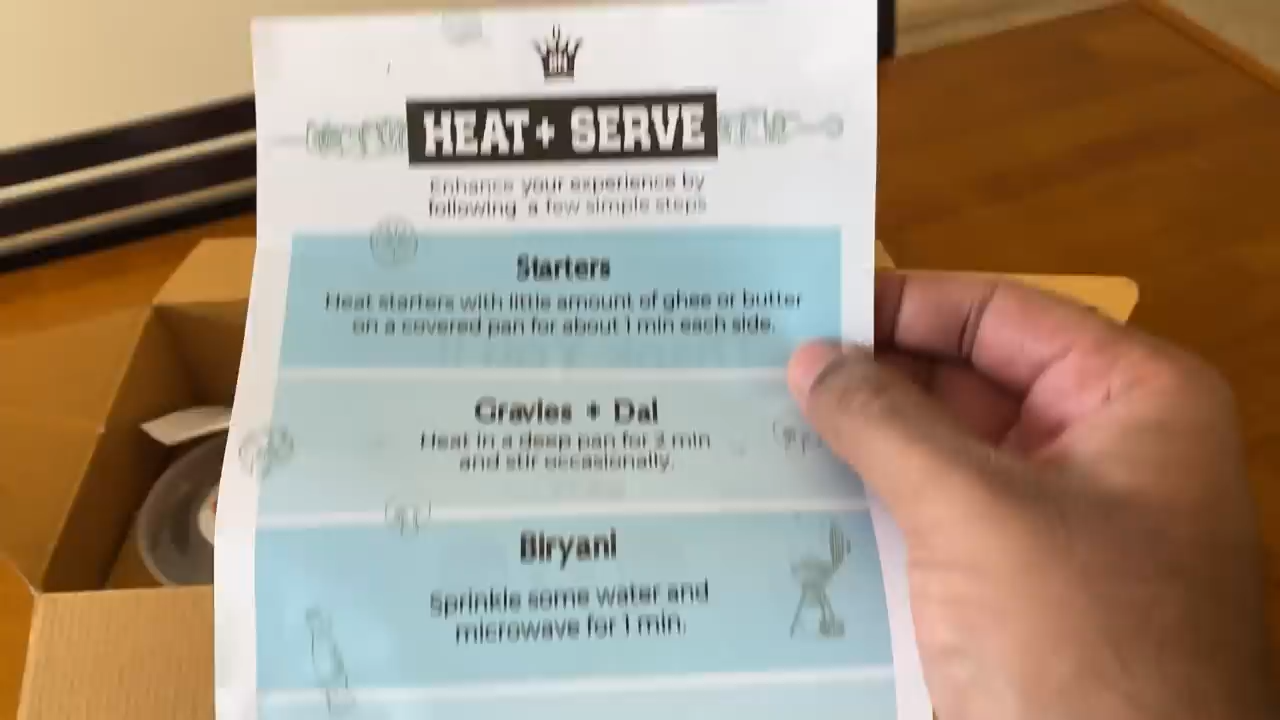 HEAT + SERVE
Enhance your experience by
following a few simple steps
Starters
Heat starters with little amount of ghee or butter
on a covered pan for about 1 min each side.
Gravies + Dal
Heat in a deep pan for 2 min
and stir occasionally.
Biryani
Sprinkle some water and
microwave for 1 min.